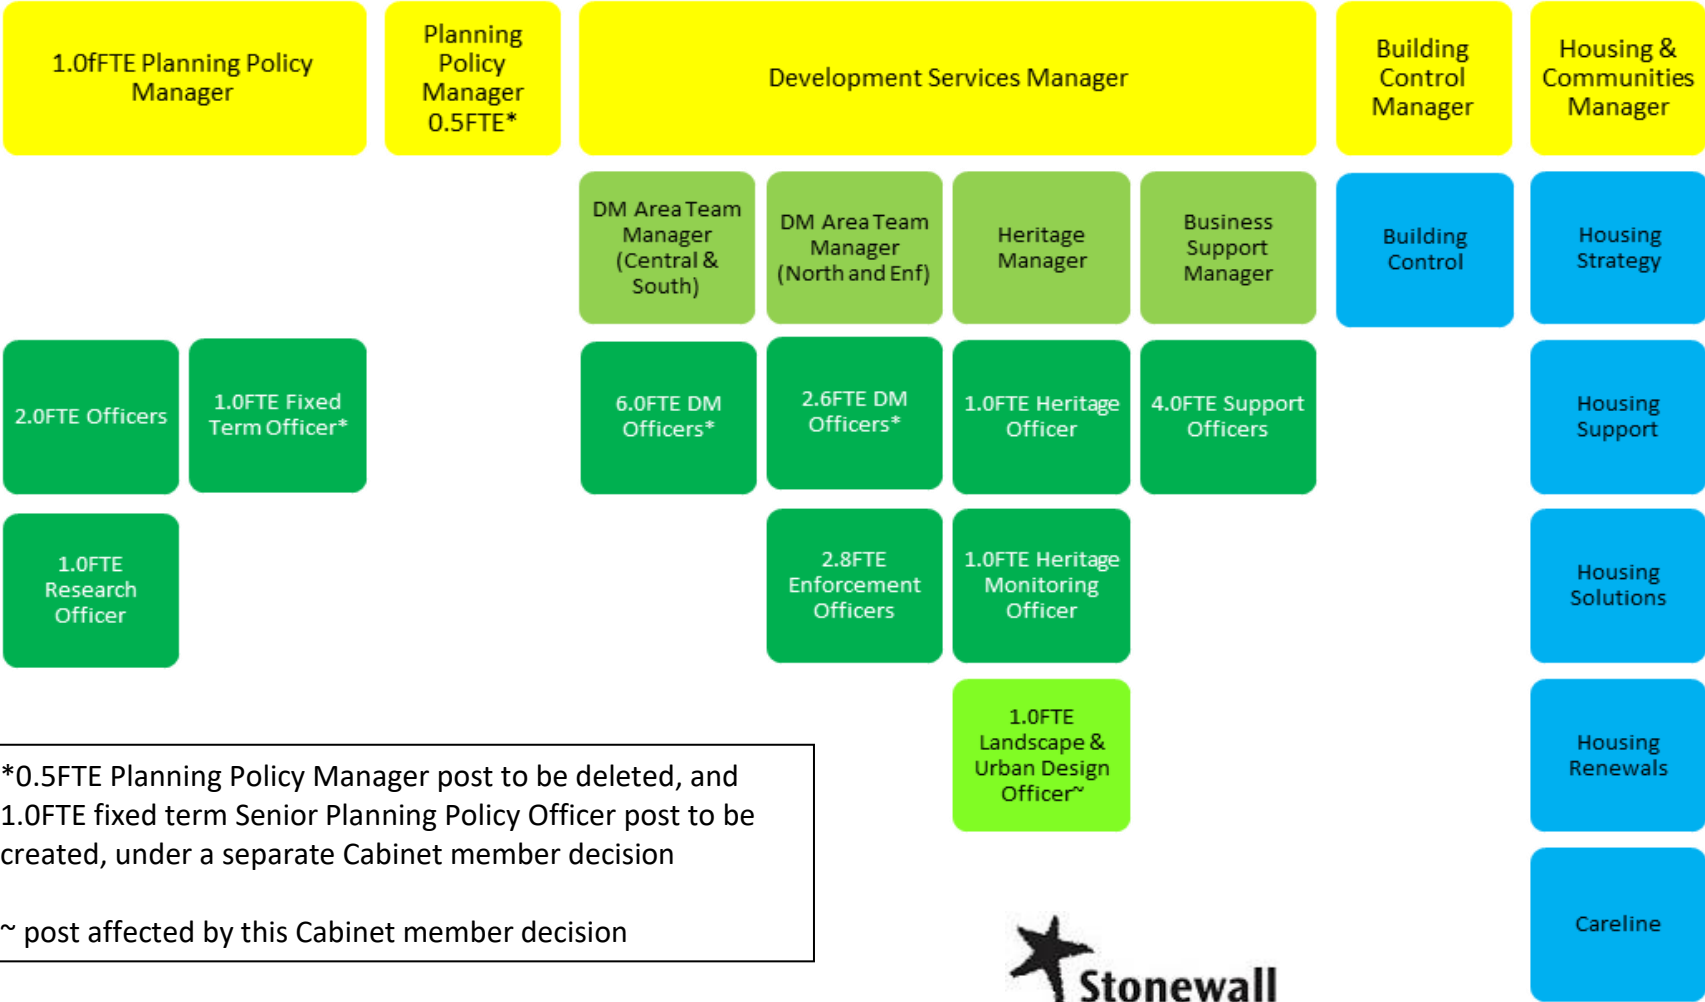 1.0fFTE Planning Policy
Manager
Planning
Policy
Manager
0.5FTE*
Development Services Manager
Building
Control
Manager
Housing &
Communities
Manager
DM Area Team
Manager
(Central &
South)
DM Area Team
Manager
(North and Enf)
Heritage
Manager
Business
Support
Manager
Building
Control
Housing
Strategy
2.0FTE Officers
1.0FTE Fixed
Term Officer*
6.0FTE DM
Officers*
2.6FTE DM
Officers*
1.0FTE Heritage
Officer
4.0FTE Support
Officers
Housing
Support
1.0FTE
Research
Officer
2.8FTE
Enforcement
Officers
1.0FTE Heritage
Monitoring
Officer
Housing
Solutions
1.0FTE
Landscape &
Urban Design
Officer~
Housing
Renewals
*0.5FTE Planning Policy Manager post to be deleted, and
1.0FTE fixed term Senior Planning Policy Officer post to be
created, under a separate Cabinet member decision
~ post affected by this Cabinet member decision
Careline
Stonewall